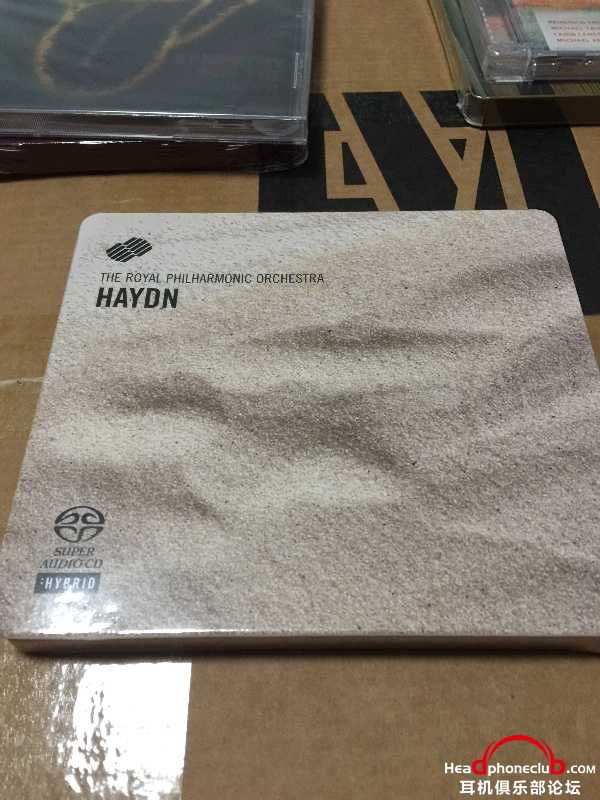 THE ROYAL PHILHARMONIC ORCHESTRA
HAYDN
SUPER
AUDIO CD
:HYBRID
Headphoneclub.com
耳机俱乐部论坛